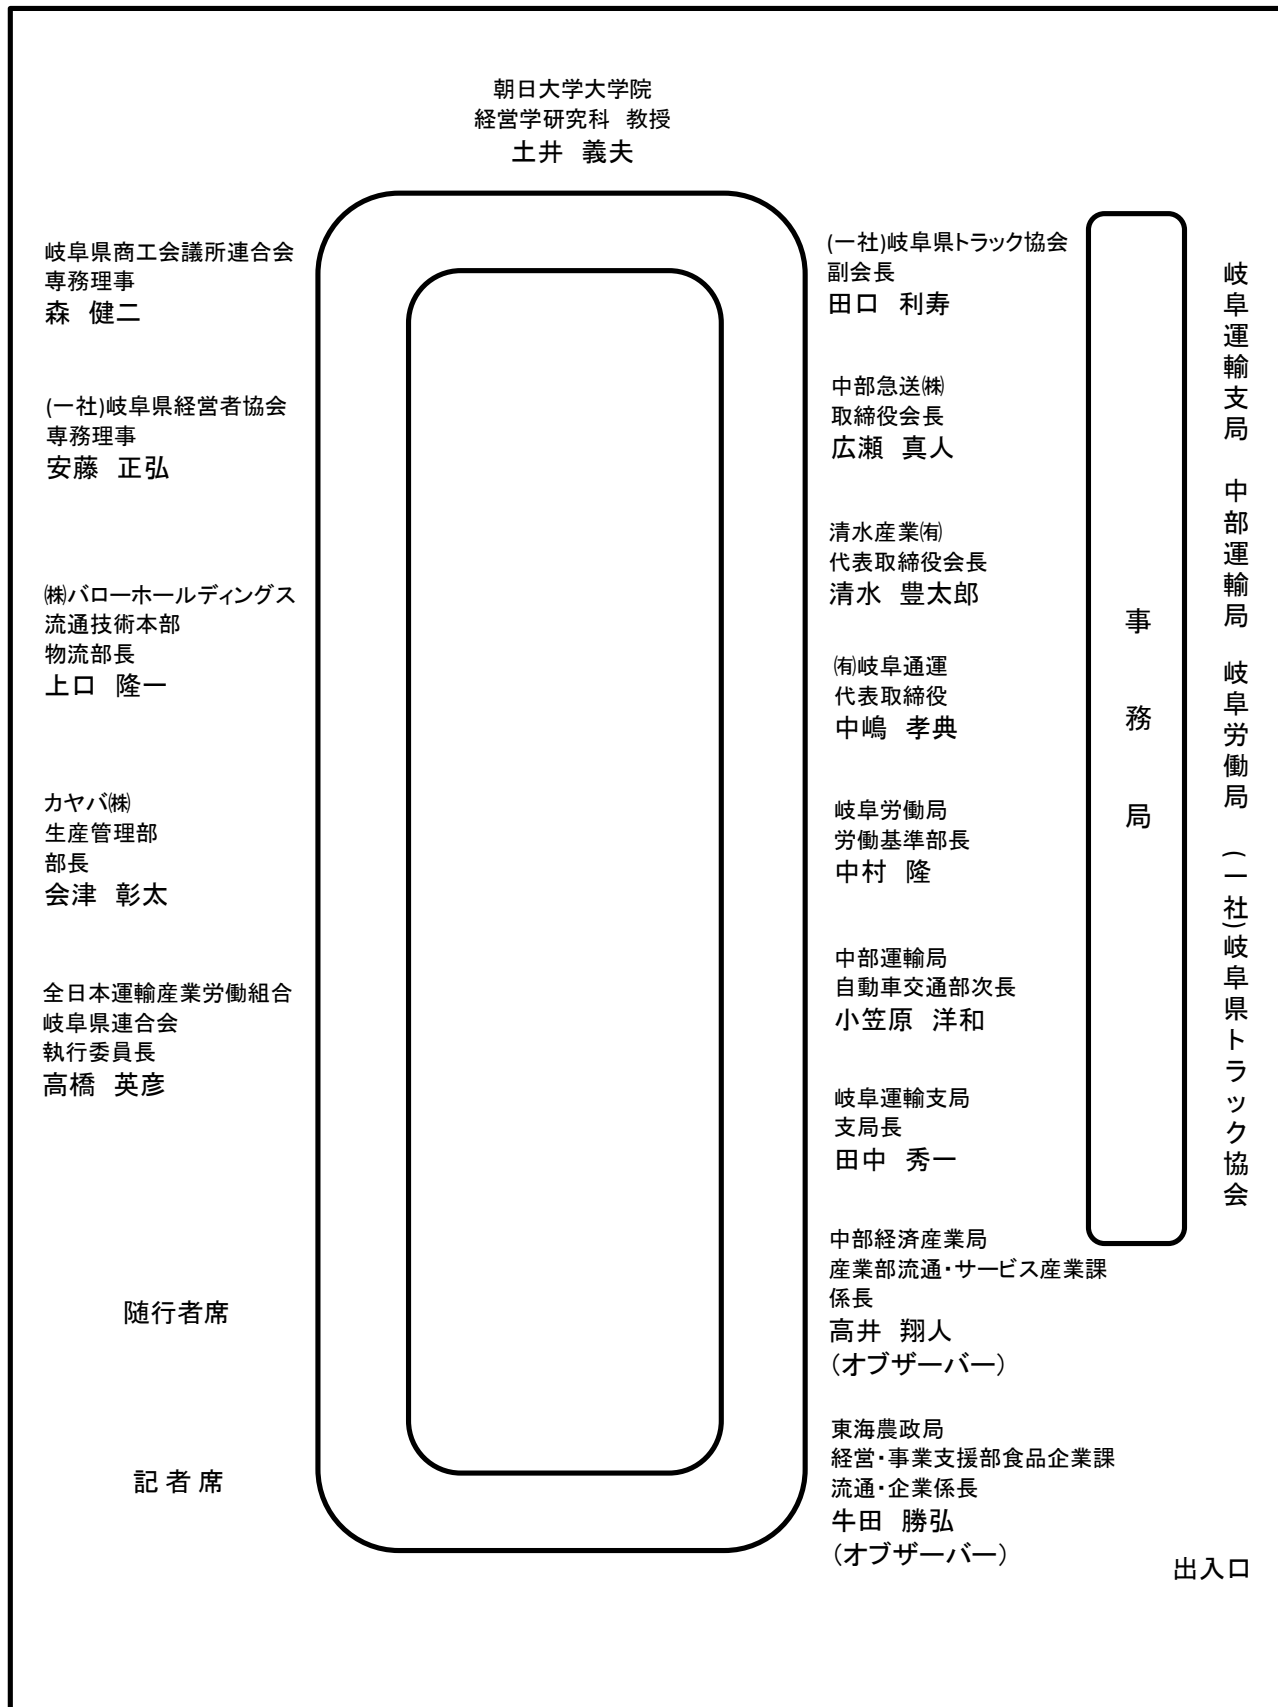 朝日大学大学院
経営学研究科 教授
土井 義夫
岐阜県商工会議所連合会
専務理事
森 健二
(一社)岐阜県経営者協会
専務理事
安藤 正弘
㈱バローホールディングス
流通技術本部
物流部長
上口 隆一
カヤバ㈱
生産管理部
部長
会津 彰太
全日本運輸産業労働組合
岐阜県連合会
執行委員長
高橋 英彦
随行者席
記者席
(一社)岐阜県トラック協会
副会長
田口 利寿
中部急送㈱
取締役会長
広瀬 真人
清水産業㈲
代表取締役会長
清水 豊太郎
㈲岐阜通運
代表取締役
中嶋 孝典
岐阜労働局
労働基準部長
中村 隆
中部運輸局
自動車交通部次長
小笠原 洋和
岐阜運輸支局
支局長
田中 秀一
中部経済産業局
産業部流通・サービス産業課
係長
高井 翔人
(オブザーバー)
東海農政局
経営・事業支援部食品企業課
流通・企業係長
牛田 勝弘
(オブザーバー)
事務局
岐阜運輸支局 中部運輸局 岐阜労働局 (一社)岐阜県トラック協会
出入口